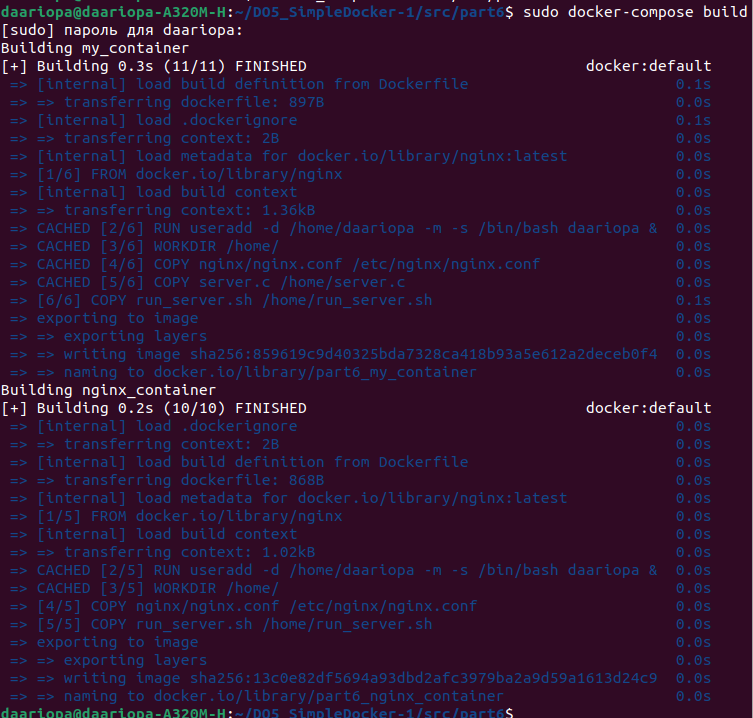 daariopa@daariopa-A320M-H:~/DO5_SimpleDocker-1/src/part6$ sudo docker-compose build
[sudo] пароль для daariopa:
Building my_container
[+] Building 0.3s (11/11) FINISHED docker:default
=> [internal] load build definition from Dockerfile 0.1s
=> => transferring dockerfile: 897B 0.0s
=> [internal] load .dockerignore 0.1s
=> => transferring context: 2B 0.0s
=> [internal] load metadata for docker.io/library/nginx:latest 0.0s
=> [1/6] FROM docker.io/library/nginx 0.0s
=> [internal] load build context 0.0s
=> => transferring context: 1.36kB 0.0s
=> CACHED [2/6] RUN useradd -d /home/daariopa -m -s /bin/bash daariopa & 0.0s
=> CACHED [3/6] WORKDIR /home/ 0.0s
=> CACHED [4/6] COPY nginx/nginx.conf /etc/nginx/nginx.conf 0.0s
=> CACHED [5/6] COPY server.c /home/server.c 0.0s
=> [6/6] COPY run_server.sh /home/run_server.sh 0.1s
=> exporting to image 0.0s
=> => exporting layers 0.0s
=> => writing image sha256:859619c9d40325bda7328ca418b93a5e612a2deceb0f4 0.0s
=> => naming to docker.io/library/part6_my_container 0.0s
Building nginx_container
[+] Building 0.2s (10/10) FINISHED docker:default
=> [internal] load .dockerignore 0.0s
=> => transferring context: 2B 0.0s
=> [internal] load build definition from Dockerfile 0.0s
=> => transferring dockerfile: 868B 0.0s
=> [internal] load metadata for docker.io/library/nginx:latest 0.0s
=> [1/5] FROM docker.io/library/nginx 0.0s
=> [internal] load build context 0.0s
=> => transferring context: 1.02kB 0.0s
=> CACHED [2/5] RUN useradd -d /home/daariopa -m -s /bin/bash daariopa & 0.0s
=> CACHED [3/5] WORKDIR /home/ 0.0s
=> [4/5] COPY nginx/nginx.conf /etc/nginx/nginx.conf 0.0s
=> [5/5] COPY run_server.sh /home/run_server.sh 0.0s
=> exporting to image 0.0s
=> => exporting layers 0.0s
=> => writing image sha256:13c0e82df5694a93dbd2afc3979ba2a9d59a1613d24c9 0.0s
=> => naming to docker.io/library/part6_nginx_container 0.0s
daariopa@daariopa-A320M-H:~/DO5_SimpleDocker-1/src/part6$